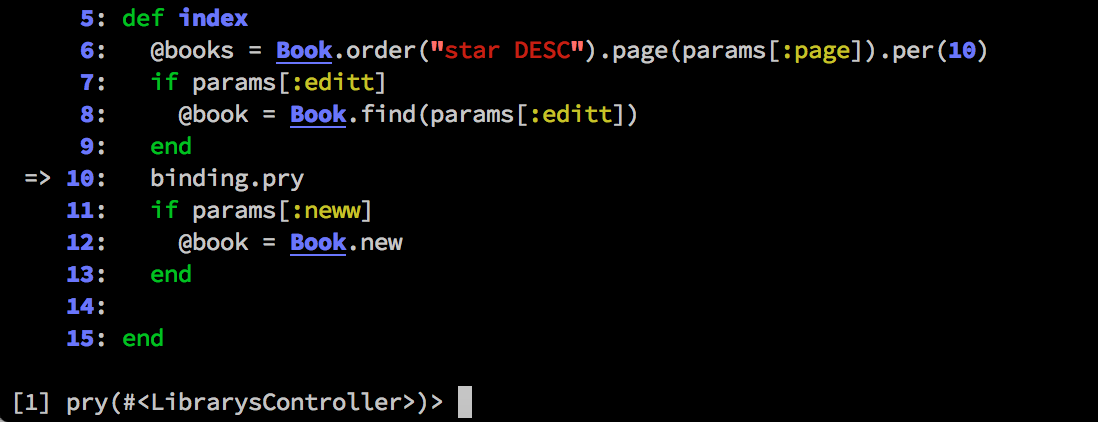 5: def index
6:   @books = Book.order("star DESC").page(params[:page]).per(10)
7:   if params[:editt]
8:     @book = Book.find(params[:editt])
9:   end
=> 10:   binding.pry
11:   if params[:neww]
12:     @book = Book.new
13:   end
14:
15: end
[1] pry(#<LibrarysController>)>